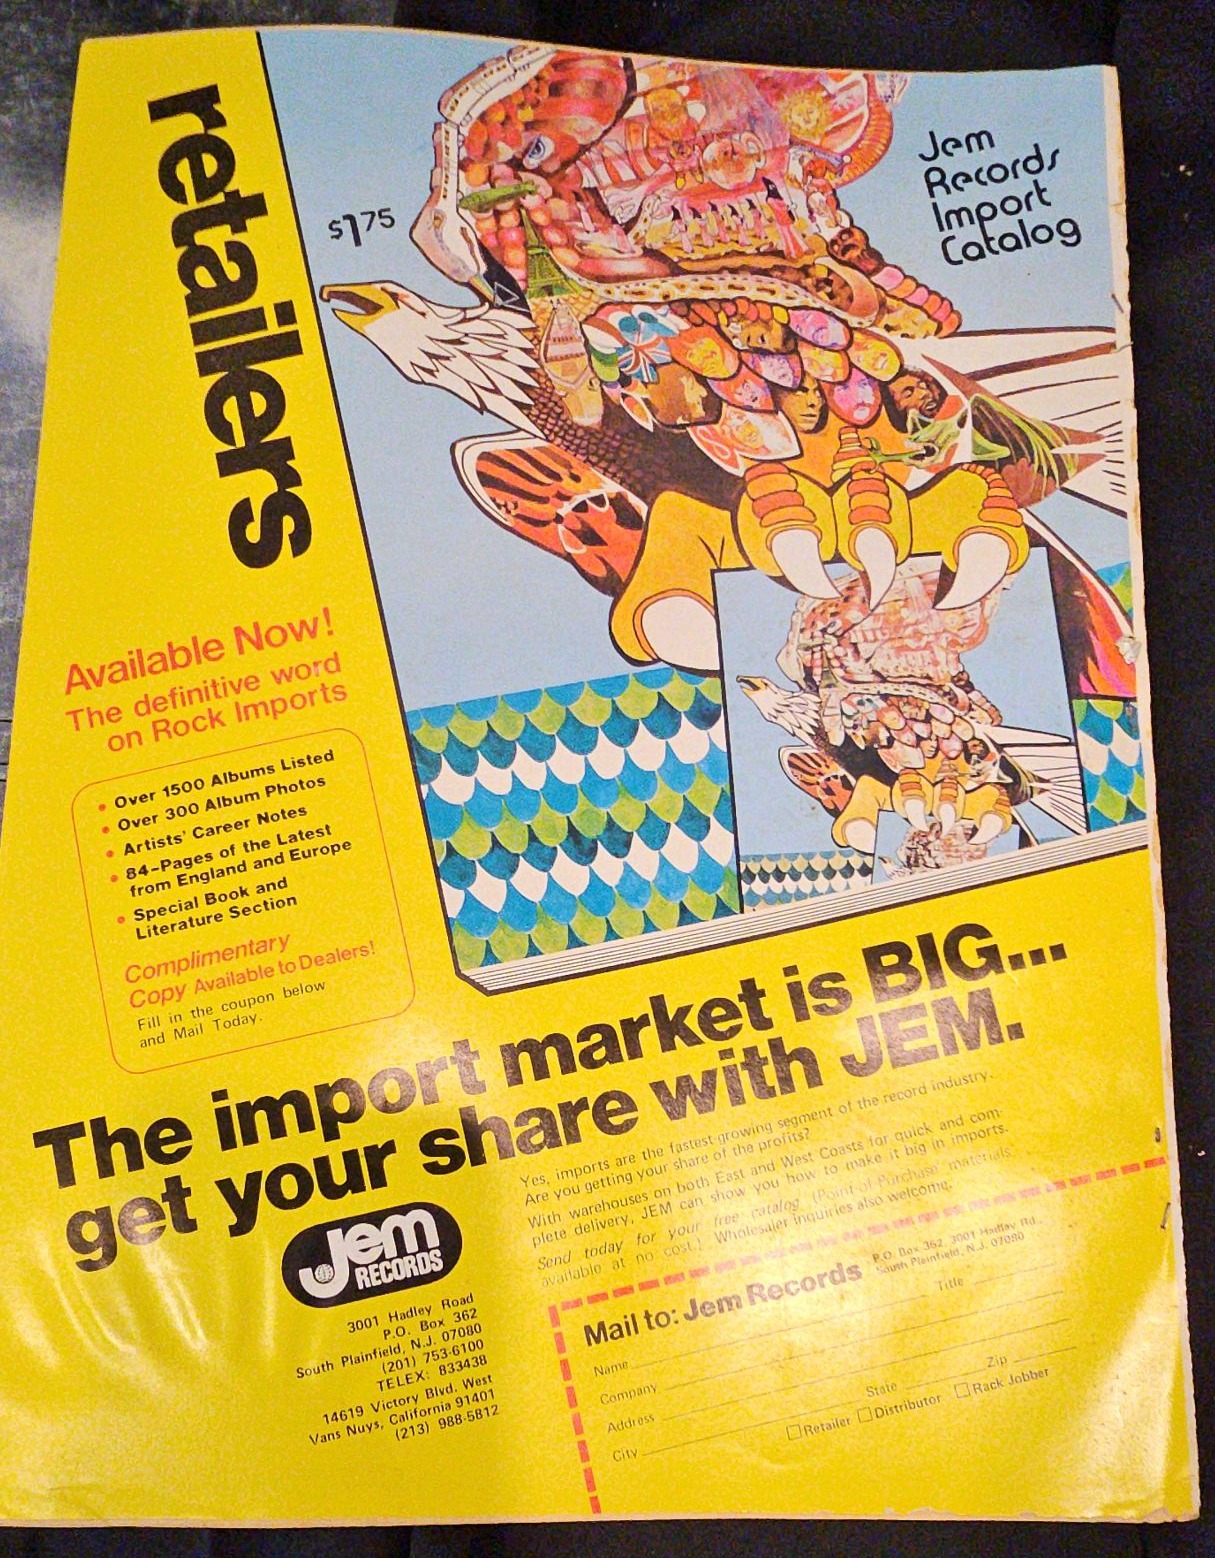 retailers
$1.75
Jem
Records
Import
Catalog
Available Now!
The definitive word
on Rock Imports
• Over 1500 Albums Listed
• Over 300 Album Photos
• Artists' Career Notes
• 84-Pages of the Latest
from England and Europe
• Special Book and
Literature Section
Complimentary
Copy Available to Dealers!
Fill in the coupon below
and Mail Today.
The import market is BIG...
get your share with JEM.
Yes, imports are the fastest-growing segment of the record industry.
Are you getting your share of the profits?
With warehouses on both East and West Coasts for quick and com-
plete delivery, JEM can show you how to make it big in imports.
Send today for your free catalog. (Point of Purchase materials
available at no cost.) Wholesaler inquiries also welcome.
Jem
RECORDS
3001 Hadley Road
P.O. Box 362
South Plainfield, N.J. 07080
(201) 753-6100
TELEX: 833438
14619 Victory Blvd. West
Vans Nuys, California 91401
(213) 988-5812
Mail to: Jem Records
P.O. Box 362, 3001 Hadley Rd.
South Plainfield, N.J. 07080
Name Title
Company
Address
City State Zip
Retailer Distributor Rack Jobber